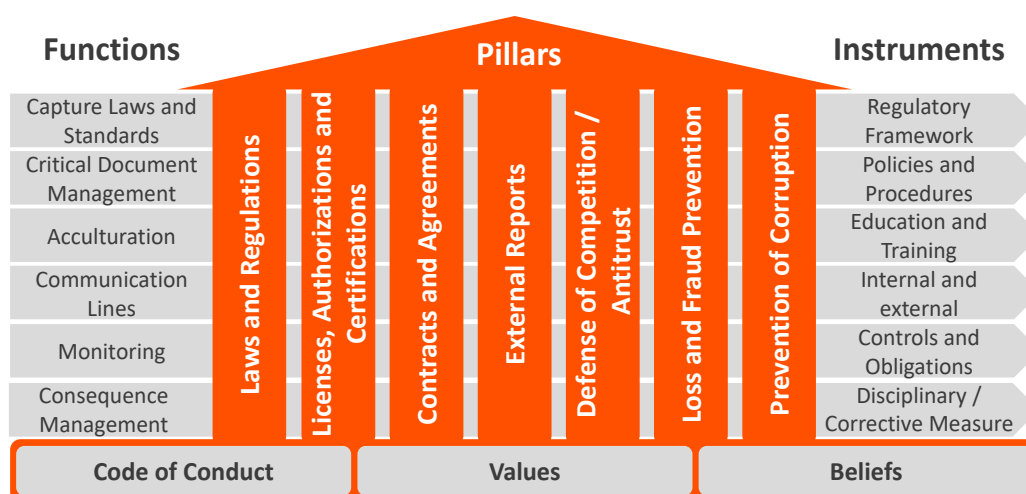 Functions
Pillars
Instruments
Capture Laws and
Standards
Critical Document
Management
Acculturation
Communication
Lines
Monitoring
Consequence
Management
Laws and Regulations
Licenses, Authorizations and
Certifications
Contracts and Agreements
External Reports
Defense of Competition /
Antitrust
Loss and Fraud Prevention
Prevention of Corruption
Regulatory
Framework
Policies and
Procedures
Education and
Training
Internal and
external
Controls and
Obligations
Disciplinary /
Corrective Measure
Code of Conduct
Values
Beliefs